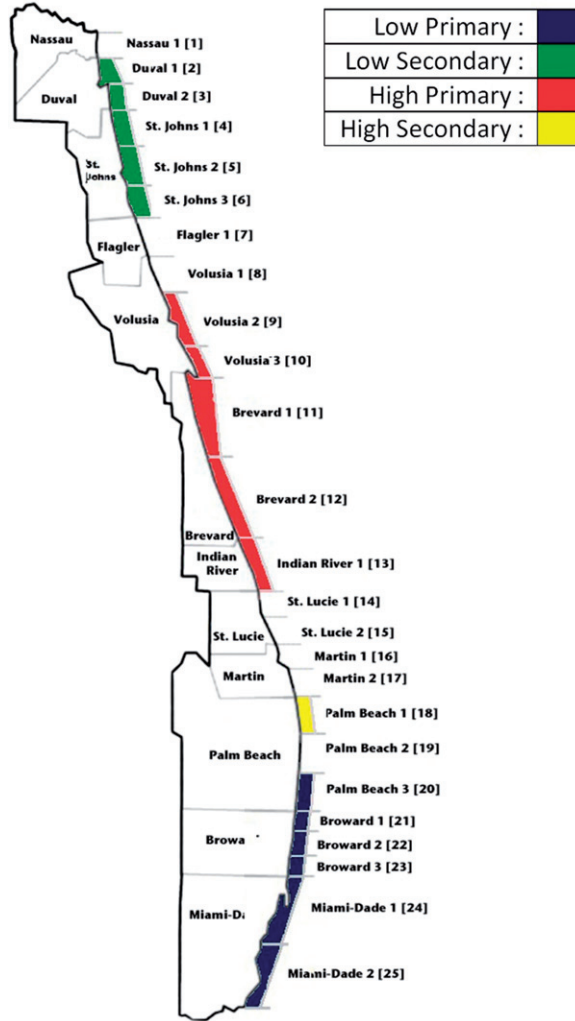 Low Primary :
Low Secondary :
High Primary :
High Secondary :
Nassau
Nassau 1 [1]
Duval 1 [2]
Duval
Duval 2 [3]
St. Johns 1 [4]
St.
Johns
St. Johns 2 [5]
St. Johns 3 [6]
Flagler 1 [7]
Flagler
Volusia 1 [8]
Volusia
Volusia 2 [9]
Volusia 3 [10]
Brevard 1 [11]
Brevard 2 [12]
Brevard
Indian
River
Indian River 1 [13]
St. Lucie 1 [14]
St. Lucie
St. Lucie 2 [15]
Martin 1 [16]
Martin
Martin 2 [17]
Palm Beach 1 [18]
Palm Beach
Palm Beach 2 [19]
Palm Beach 3 [20]
Broward 1 [21]
Browa
Broward 2 [22]
Broward 3 [23]
Miami-Da
Miami-Dade 1 [24]
Miami-Dade 2 [25]